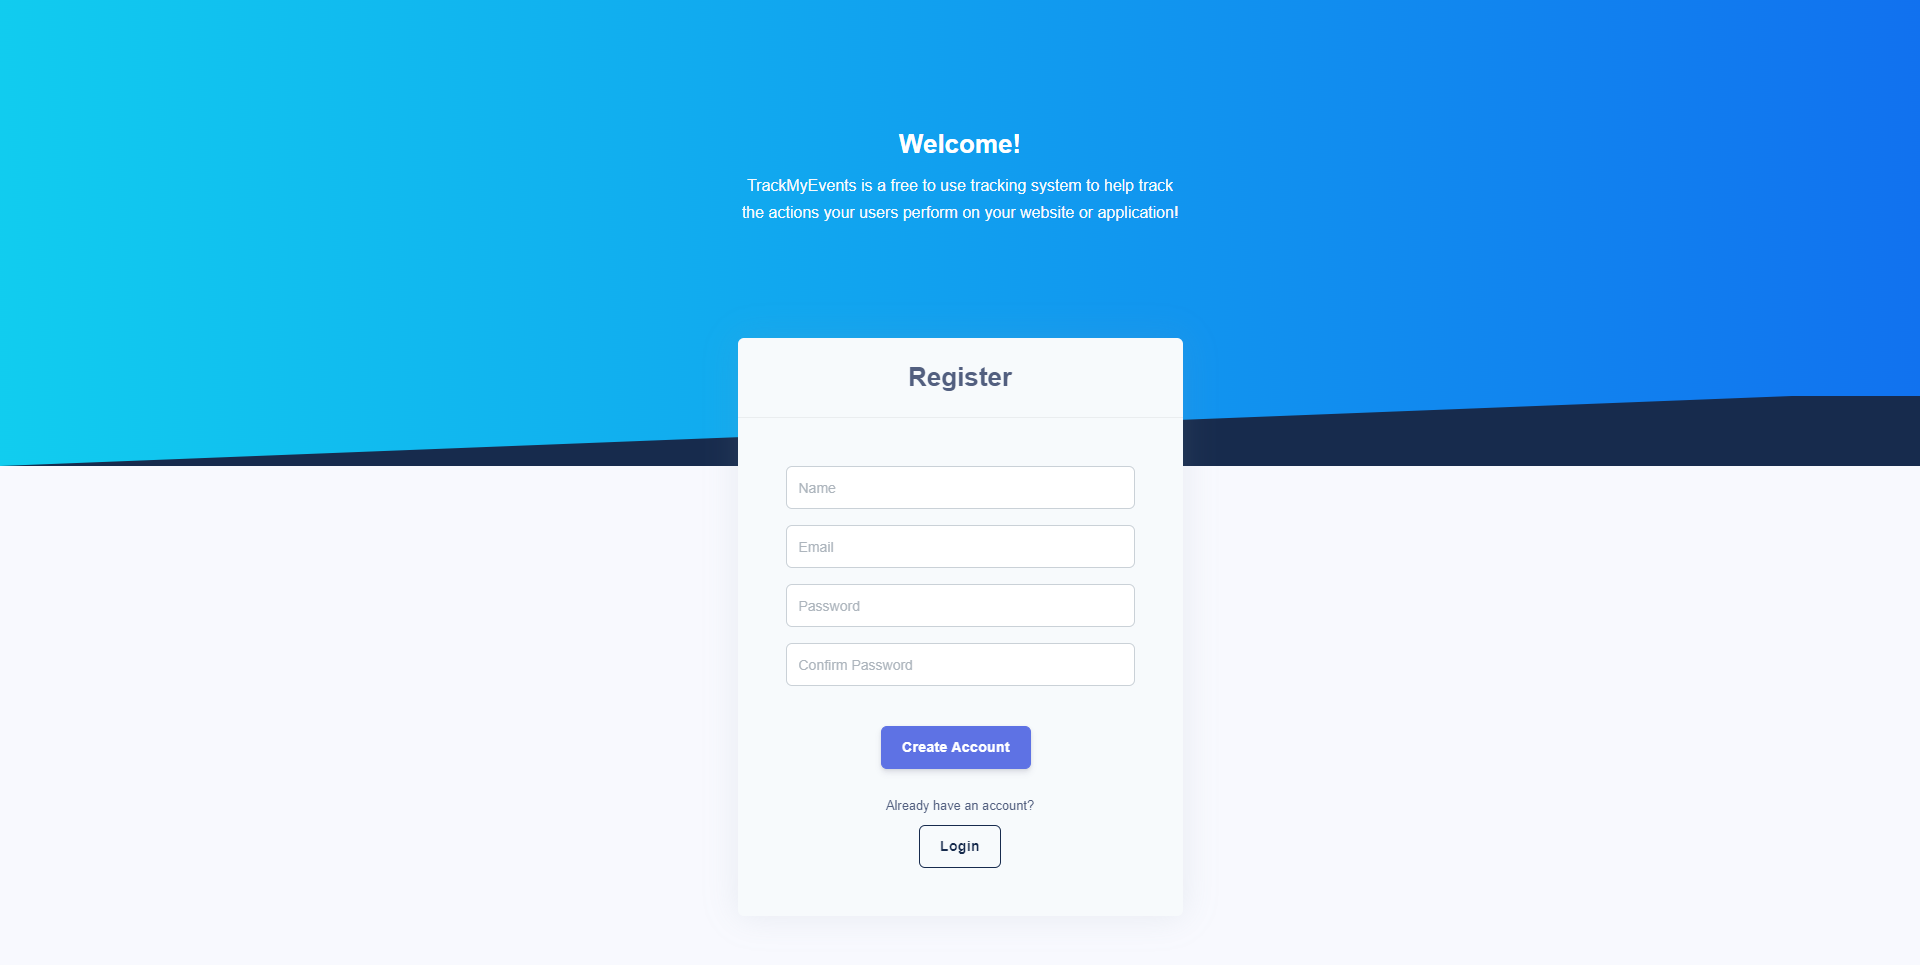 Welcome!
TrackMyEvents is a free to use tracking system to help track
the actions your users perform on your website or application!
Register
Name
Email
Password
Confirm Password
Create Account
Already have an account?
Login